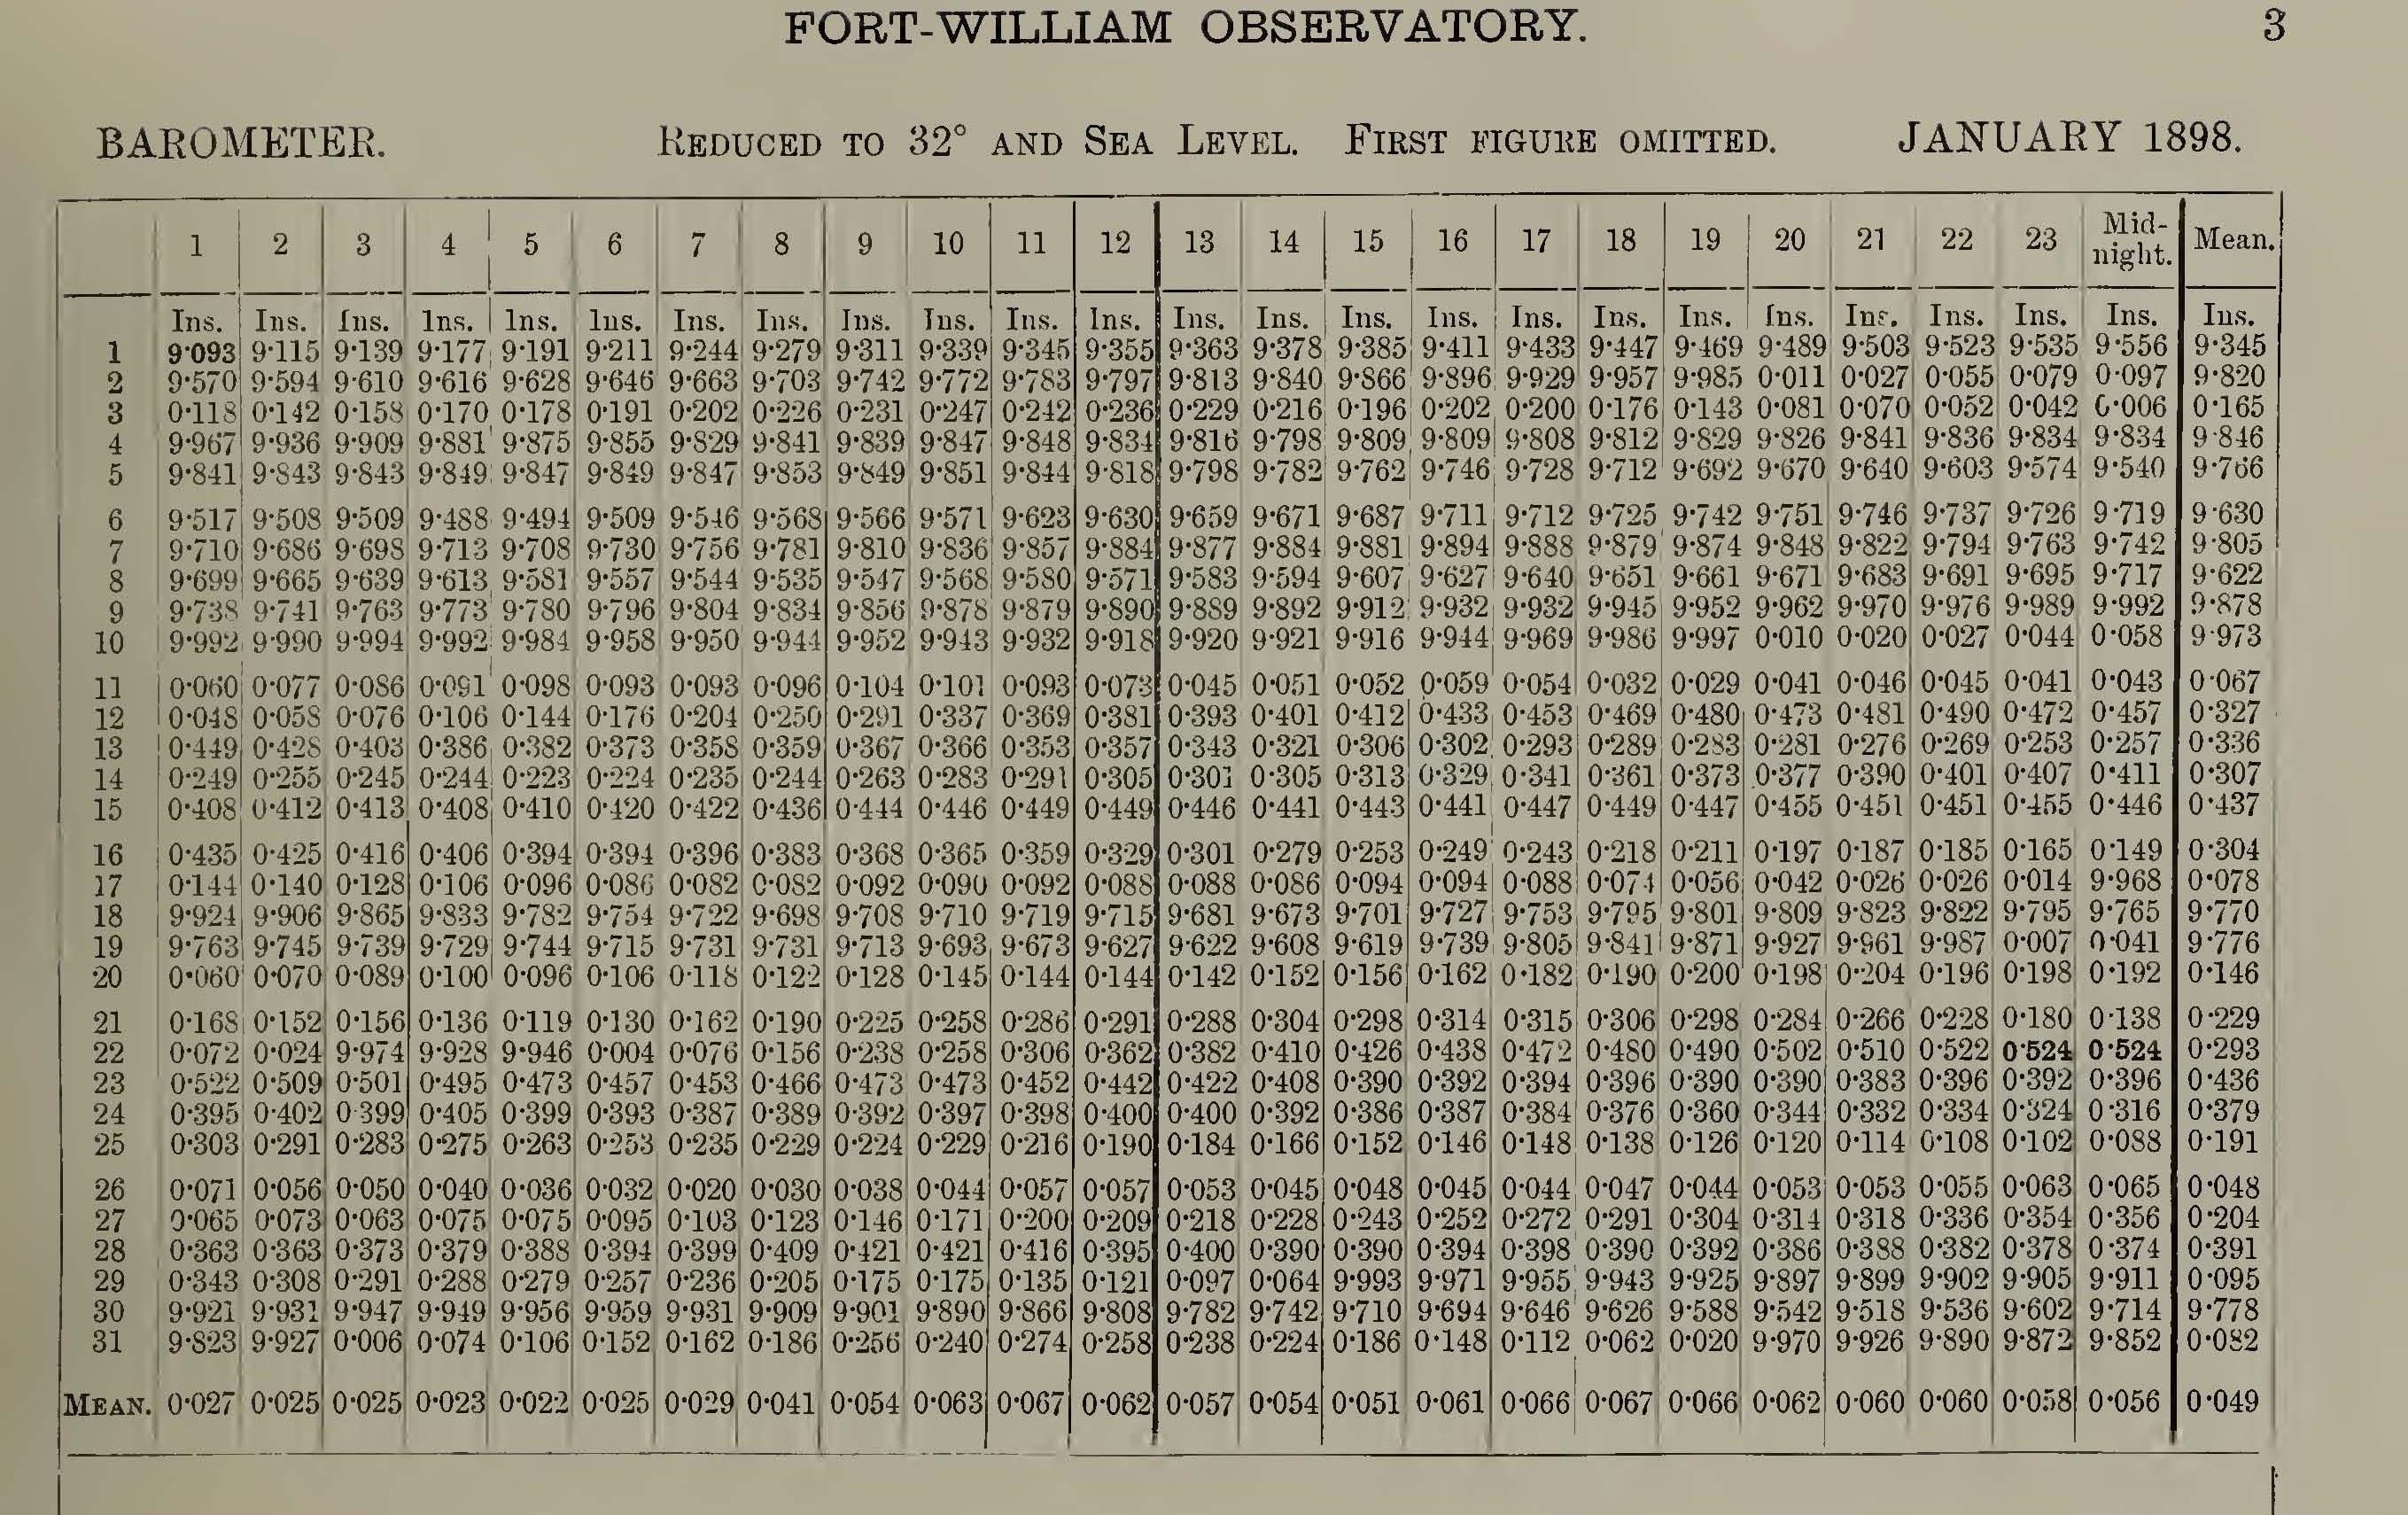 FORT-WILLIAM OBSERVATORY. 3
BAROMETER. REDUCED TO 32° AND SEA LEVEL. FIRST FIGURE OMITTED. JANUARY 1898.
1 2 3 4 5 6 7 8 9 10 11 12 13 14 15 16 17 18 19 20 21 22 23 Mid-night. Mean.
Ins. Ins. Ins. Ins. Ins. Ins. Ins. Ins. Ins. Ins. Ins. Ins. Ins. Ins. Ins. Ins. Ins. Ins. Ins. Ins. Ins. Ins. Ins. Ins. Ins.
1 9·093 9·115 9·139 9·177 9·191 9·211 9·244 9·279 9·311 9·339 9·345 9·355 9·363 9·378 9·385 9·411 9·433 9·447 9·469 9·489 9·503 9·523 9·535 9·556 9·345
2 9·570 9·594 9·610 9·616 9·628 9·646 9·663 9·703 9·742 9·772 9·783 9·797 9·813 9·840 9·866 9·896 9·929 9·957 9·985 0·011 0·027 0·055 0·079 0·097 9·820
3 0·118 0·142 0·158 0·170 0·178 0·191 0·202 0·226 0·231 0·247 0·242 0·236 0·229 0·216 0·196 0·202 0·200 0·176 0·143 0·081 0·070 0·052 0·042 0·006 0·165
4 9·967 9·936 9·909 9·881 9·875 9·855 9·829 9·841 9·839 9·847 9·848 9·834 9·816 9·798 9·809 9·809 9·808 9·812 9·829 9·826 9·841 9·836 9·834 9·834 9·846
5 9·841 9·843 9·843 9·849 9·847 9·849 9·847 9·853 9·849 9·851 9·844 9·818 9·798 9·782 9·762 9·746 9·728 9·712 9·692 9·670 9·640 9·603 9·574 9·540 9·766
6 9·517 9·508 9·509 9·488 9·494 9·509 9·546 9·568 9·566 9·571 9·623 9·630 9·659 9·671 9·687 9·711 9·712 9·725 9·742 9·751 9·746 9·737 9·726 9·719 9·630
7 9·710 9·686 9·698 9·713 9·708 9·730 9·756 9·781 9·810 9·836 9·857 9·884 9·877 9·884 9·881 9·894 9·888 9·879 9·874 9·848 9·822 9·794 9·763 9·742 9·805
8 9·699 9·665 9·639 9·613 9·581 9·557 9·544 9·535 9·547 9·568 9·580 9·571 9·583 9·594 9·607 9·627 9·640 9·651 9·661 9·671 9·683 9·691 9·695 9·717 9·622
9 9·738 9·741 9·763 9·773 9·780 9·796 9·804 9·834 9·856 9·878 9·879 9·890 9·889 9·892 9·912 9·932 9·932 9·945 9·952 9·962 9·970 9·976 9·989 9·992 9·878
10 9·992 9·990 9·994 9·992 9·984 9·958 9·950 9·944 9·952 9·943 9·932 9·918 9·920 9·921 9·916 9·944 9·969 9·986 9·997 0·010 0·020 0·027 0·044 0·058 9·973
11 0·060 0·077 0·086 0·091 0·098 0·093 0·093 0·096 0·104 0·101 0·093 0·073 0·045 0·051 0·052 0·059 0·054 0·032 0·029 0·041 0·046 0·045 0·041 0·043 0·067
12 0·048 0·058 0·076 0·106 0·144 0·176 0·204 0·250 0·291 0·337 0·369 0·381 0·393 0·401 0·412 0·433 0·453 0·469 0·480 0·473 0·481 0·490 0·472 0·457 0·327
13 0·449 0·428 0·403 0·386 0·382 0·373 0·358 0·359 0·367 0·366 0·353 0·357 0·343 0·321 0·306 0·302 0·293 0·289 0·283 0·281 0·276 0·269 0·253 0·257 0·336
14 0·249 0·255 0·245 0·244 0·223 0·224 0·235 0·244 0·263 0·283 0·291 0·305 0·301 0·305 0·313 0·329 0·341 0·361 0·373 0·377 0·390 0·401 0·407 0·411 0·307
15 0·408 0·412 0·413 0·408 0·410 0·420 0·422 0·436 0·444 0·446 0·449 0·449 0·446 0·441 0·443 0·441 0·447 0·449 0·447 0·455 0·451 0·451 0·455 0·446 0·437
16 0·435 0·425 0·416 0·406 0·394 0·394 0·396 0·383 0·368 0·365 0·359 0·329 0·301 0·279 0·253 0·249 0·243 0·218 0·211 0·197 0·187 0·185 0·165 0·149 0·304
17 0·144 0·140 0·128 0·106 0·096 0·086 0·082 0·082 0·092 0·090 0·092 0·088 0·088 0·086 0·094 0·094 0·088 0·074 0·056 0·042 0·026 0·026 0·014 9·968 0·078
18 9·924 9·906 9·865 9·833 9·782 9·754 9·722 9·698 9·708 9·710 9·719 9·715 9·681 9·673 9·701 9·727 9·753 9·795 9·801 9·809 9·823 9·822 9·795 9·765 9·770
19 9·763 9·745 9·739 9·729 9·744 9·715 9·731 9·731 9·713 9·693 9·673 9·627 9·622 9·608 9·619 9·739 9·805 9·841 9·871 9·927 9·961 9·987 0·007 0·041 9·776
20 0·060 0·070 0·089 0·100 0·096 0·106 0·118 0·122 0·128 0·145 0·144 0·144 0·142 0·152 0·156 0·162 0·182 0·190 0·200 0·198 0·204 0·196 0·198 0·192 0·146
21 0·168 0·152 0·156 0·136 0·119 0·130 0·162 0·190 0·225 0·258 0·286 0·291 0·288 0·304 0·298 0·314 0·315 0·306 0·298 0·284 0·266 0·228 0·180 0·138 0·229
22 0·072 0·024 9·974 9·928 9·946 0·004 0·076 0·156 0·238 0·258 0·306 0·362 0·382 0·410 0·426 0·438 0·472 0·480 0·490 0·502 0·510 0·522 0·524 0·524 0·293
23 0·522 0·509 0·501 0·495 0·473 0·457 0·453 0·466 0·473 0·473 0·452 0·442 0·422 0·408 0·390 0·392 0·394 0·396 0·390 0·390 0·383 0·396 0·392 0·396 0·436
24 0·395 0·402 0·399 0·405 0·399 0·393 0·387 0·389 0·392 0·397 0·398 0·400 0·400 0·392 0·386 0·387 0·384 0·376 0·360 0·344 0·332 0·334 0·324 0·316 0·379
25 0·303 0·291 0·283 0·275 0·263 0·253 0·235 0·229 0·224 0·229 0·216 0·190 0·184 0·166 0·152 0·146 0·148 0·138 0·126 0·120 0·114 0·108 0·102 0·088 0·191
26 0·071 0·056 0·050 0·040 0·036 0·032 0·020 0·030 0·038 0·044 0·057 0·057 0·053 0·045 0·048 0·045 0·044 0·047 0·044 0·053 0·053 0·055 0·063 0·065 0·048
27 0·065 0·073 0·063 0·075 0·075 0·095 0·103 0·123 0·146 0·171 0·200 0·209 0·218 0·228 0·243 0·252 0·272 0·291 0·304 0·314 0·318 0·336 0·354 0·356 0·204
28 0·363 0·363 0·373 0·379 0·388 0·394 0·399 0·409 0·421 0·421 0·416 0·395 0·400 0·390 0·390 0·394 0·398 0·390 0·392 0·386 0·388 0·382 0·378 0·374 0·391
29 0·343 0·308 0·291 0·288 0·279 0·257 0·236 0·205 0·175 0·175 0·135 0·121 0·097 0·064 9·993 9·971 9·955 9·943 9·925 9·897 9·899 9·902 9·905 9·911 0·095
30 9·921 9·931 9·947 9·949 9·956 9·959 9·931 9·909 9·901 9·890 9·866 9·808 9·782 9·742 9·710 9·694 9·646 9·626 9·588 9·542 9·518 9·536 9·602 9·714 9·778
31 9·823 9·927 0·006 0·074 0·106 0·152 0·162 0·186 0·256 0·240 0·274 0·258 0·238 0·224 0·186 0·148 0·112 0·062 0·020 9·970 9·926 9·890 9·872 9·852 0·082
MEAN. 0·027 0·025 0·025 0·023 0·022 0·025 0·029 0·041 0·054 0·063 0·067 0·062 0·057 0·054 0·051 0·061 0·066 0·067 0·066 0·062 0·060 0·060 0·058 0·056 0·049